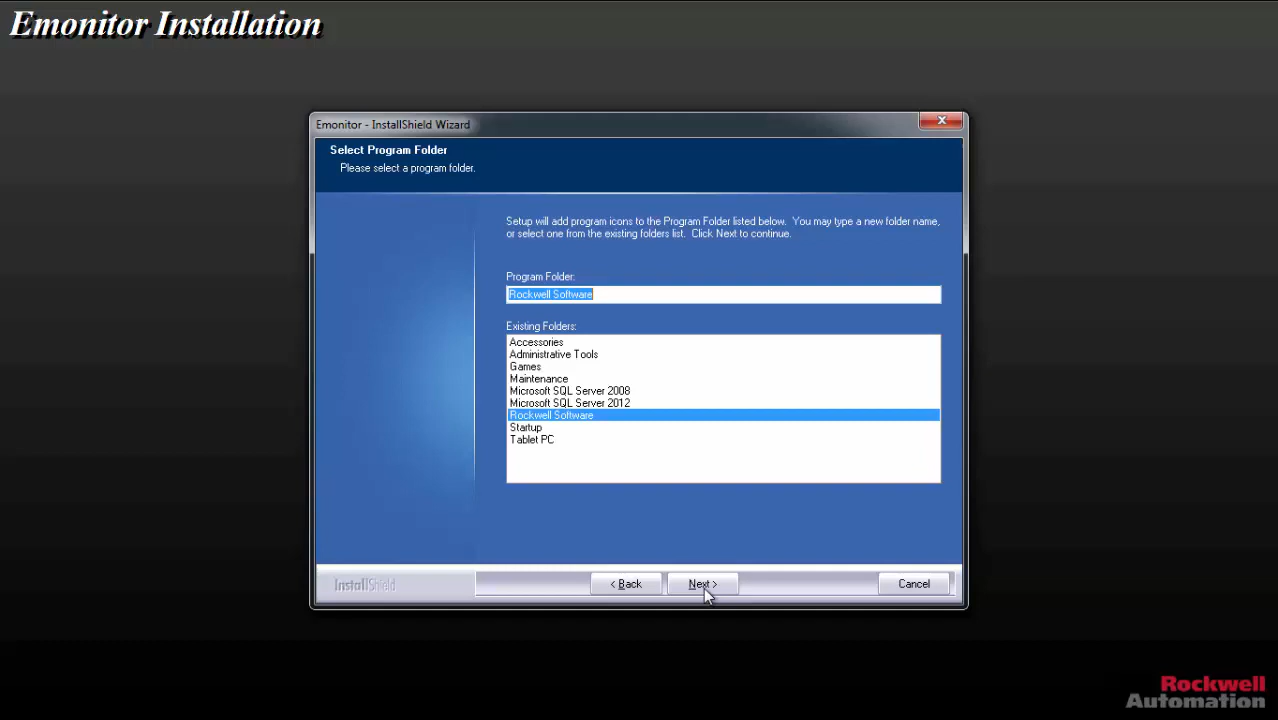 Emonitor Installation
Emonitor - InstallShield Wizard
Select Program Folder
Please select a program folder.
Setup will add program icons to the Program Folder listed below.  You may type a new folder name,
or select one from the existing folders list.  Click Next to continue.
Program Folder:
Rockwell Software
Existing Folders:
Accessories
Administrative Tools
Games
Maintenance
Microsoft SQL Server 2008
Microsoft SQL Server 2012
Rockwell Software
Startup
Tablet PC
InstallShield
< Back
Next >
Cancel
Rockwell
Automation